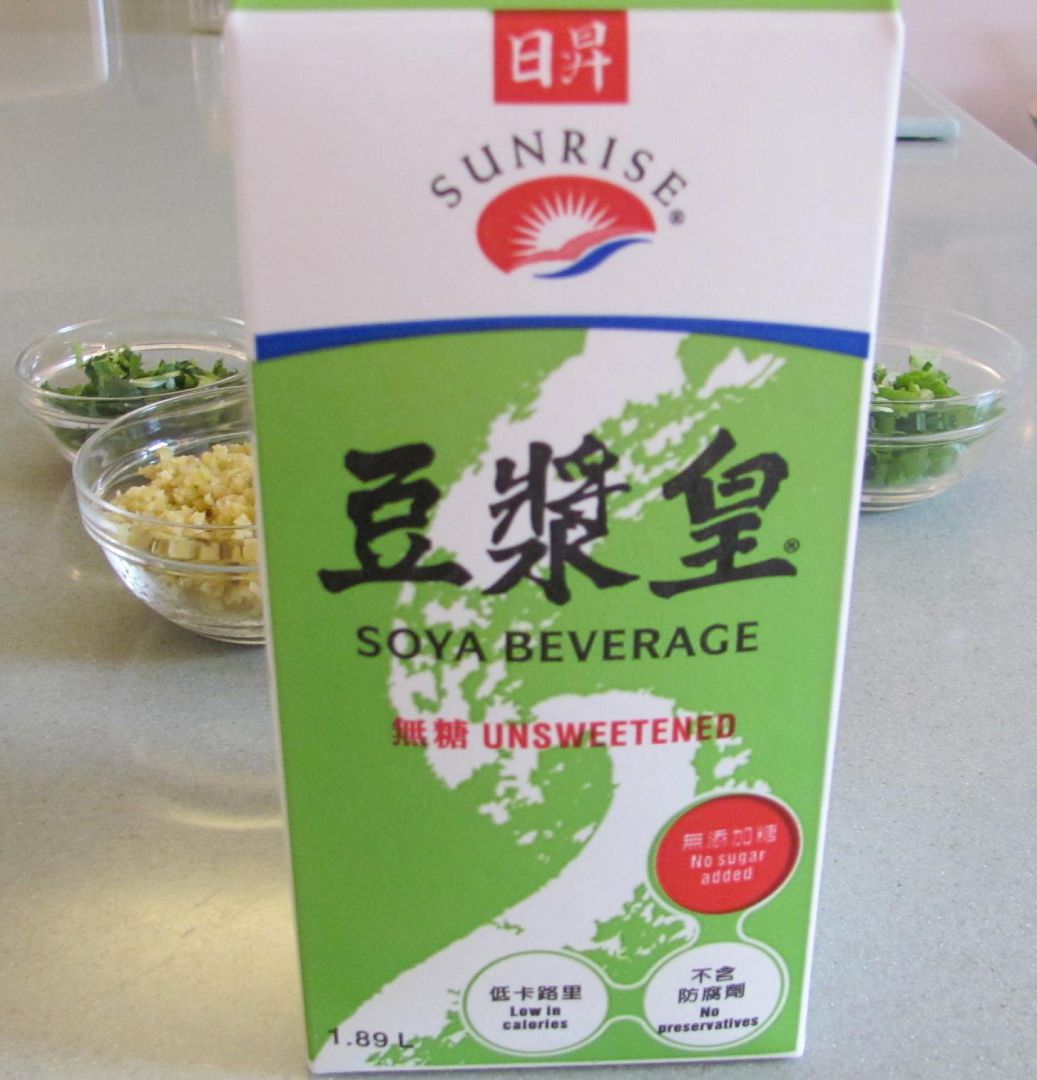 日昇
SUNRISE®
豆漿皇®
SOYA BEVERAGE
無糖 UNSWEETENED
無添加糖
No sugar
added
低卡路里
Low in
calories
不含
防腐劑
No
preservatives
1.89 L